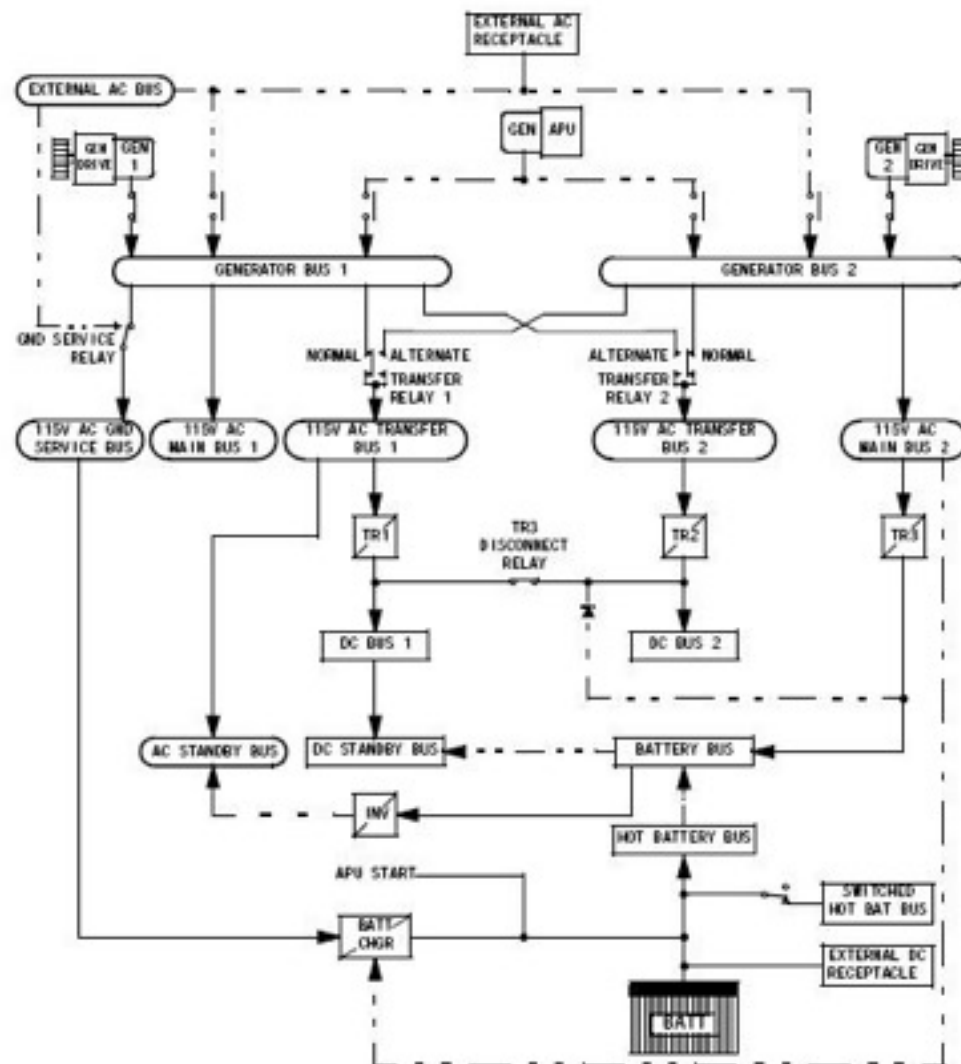 EXTERNAL AC
RECEPTACLE
EXTERNAL AC BUS
GEN
DRIVE
GEN
1
GEN
APU
GEN
2
GEN
DRIVE
GENERATOR BUS 1
GENERATOR BUS 2
GND SERVICE
RELAY
NORMAL
ALTERNATE
TRANSFER
RELAY 1
ALTERNATE
NORMAL
TRANSFER
RELAY 2
115V AC GND
SERVICE BUS
115V AC
MAIN BUS 1
115V AC TRANSFER
BUS 1
115V AC TRANSFER
BUS 2
115V AC
MAIN BUS 2
TR1
TR3
DISCONNECT
RELAY
TR2
TR3
DC BUS 1
DC BUS 2
AC STANDBY BUS
DC STANDBY BUS
BATTERY BUS
INV
HOT BATTERY BUS
APU START
SWITCHED
HOT BAT BUS
BATT
CHGR
EXTERNAL DC
RECEPTACLE
BATT